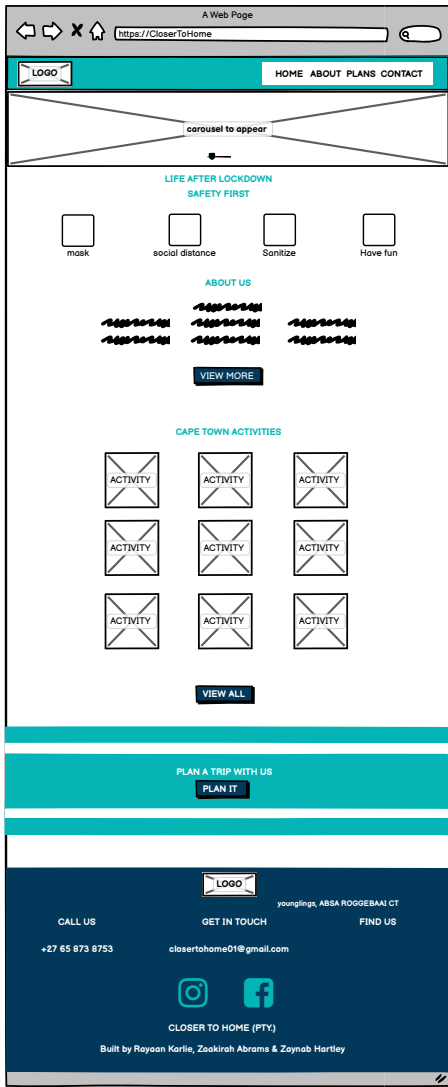 A Web Page
https://CloserToHome
LOGO
HOME ABOUT PLANS CONTACT
carousel to appear
LIFE AFTER LOCKDOWN
SAFETY FIRST
mask social distance Sanitize Have fun
ABOUT US
VIEW MORE
CAPE TOWN ACTIVITIES
ACTIVITY ACTIVITY ACTIVITY
ACTIVITY ACTIVITY ACTIVITY
ACTIVITY ACTIVITY ACTIVITY
VIEW ALL
PLAN A TRIP WITH US
PLAN IT
LOGO
younglings, ABSA ROGGEBAAI CT
CALL US GET IN TOUCH FIND US
+27 65 873 8753 closertohome01@gmail.com
CLOSER TO HOME (PTY.)
Built by Rayaan Karlie, Zaakirah Abrams & Zaynab Hartley